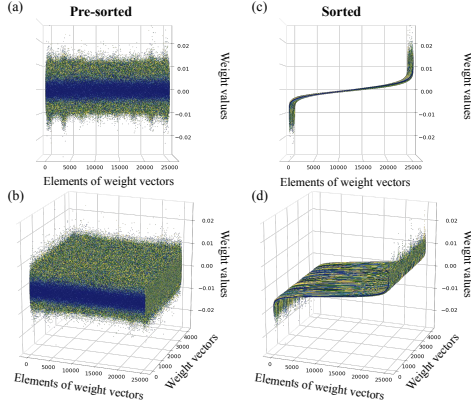 (a)
Pre-sorted
(c)
Sorted
0.02
0.01
0.00
−0.01
−0.02
Weight values
0 5000 10000 15000 20000 25000
Elements of weight vectors
0.02
0.01
0.00
−0.01
−0.02
Weight values
0 5000 10000 15000 20000 25000
Elements of weight vectors
(b)
(d)
0.02
0.01
0.00
−0.01
−0.02
Weight values
4000
3000
2000
1000
0
Weight vectors
0 5000 10000 15000 20000 25000
Elements of weight vectors
0.02
0.01
0.00
−0.01
−0.02
Weight values
4000
3000
2000
1000
0
Weight vectors
0 5000 10000 15000 20000 25000
Elements of weight vectors